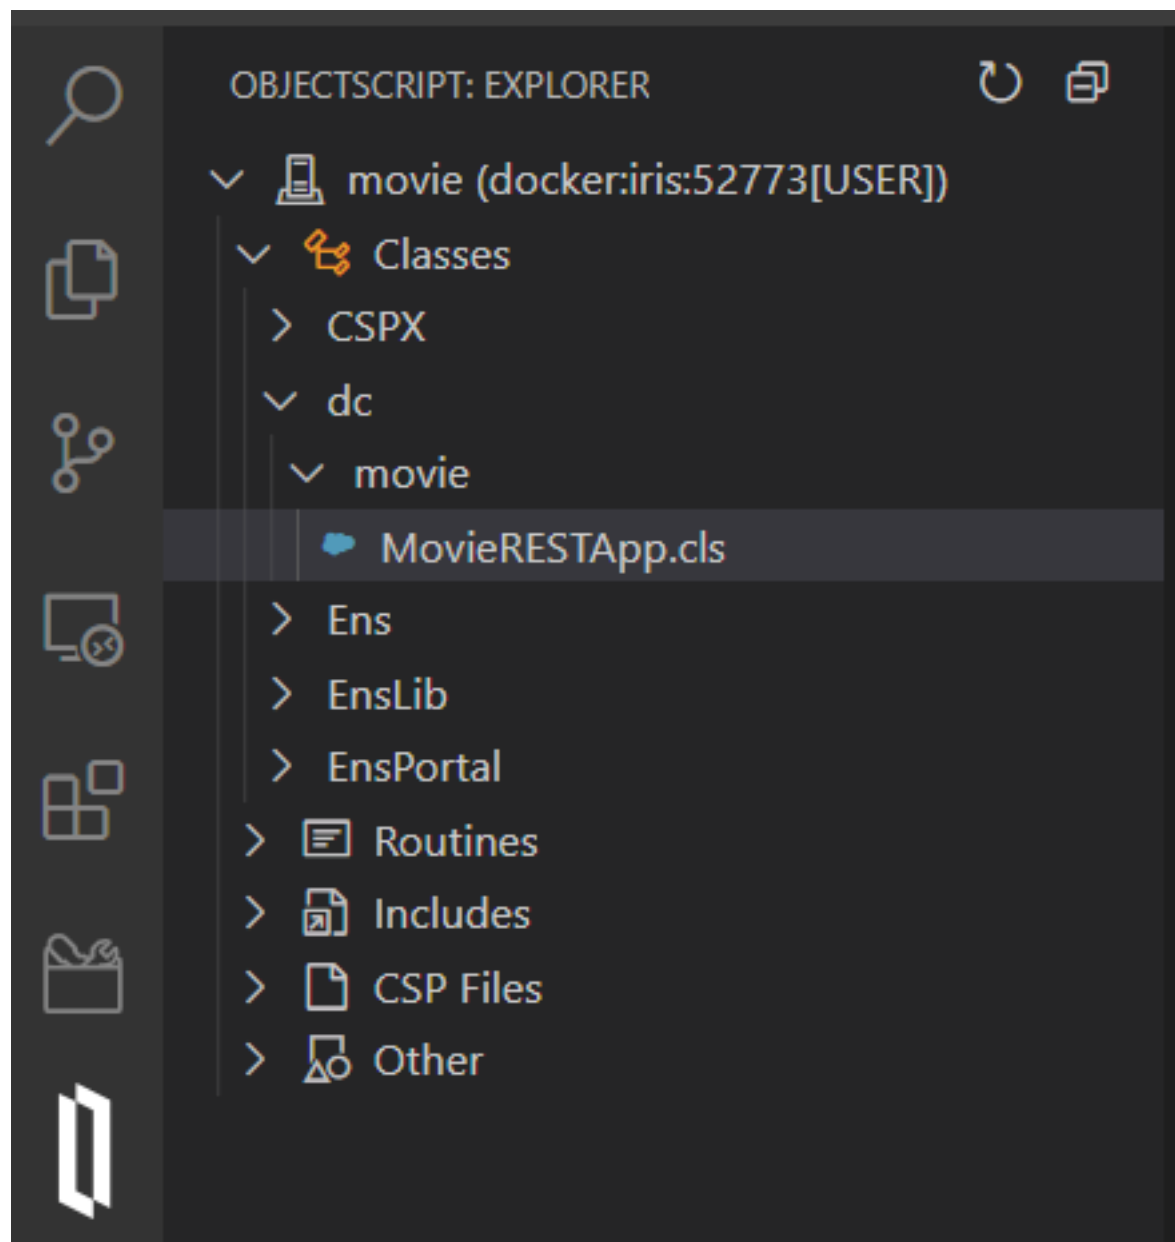 OBJECTSCRIPT: EXPLORER
movie (docker:iris:52773[USER])
Classes
CSPX
dc
movie
MovieRESTApp.cls
Ens
EnsLib
EnsPortal
Routines
Includes
CSP Files
Other